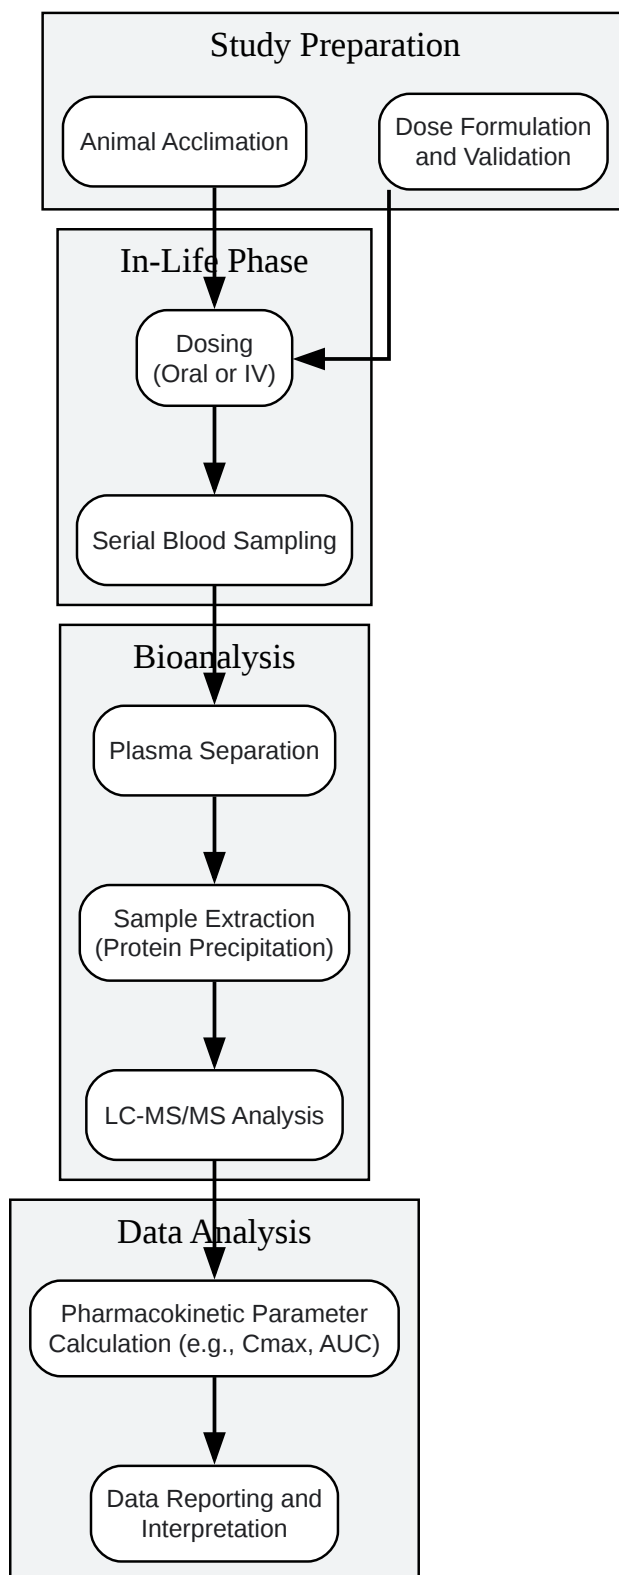 Study Preparation
Animal Acclimation
Dose Formulation
and Validation
In-Life Phase
Dosing
(Oral or IV)
Serial Blood Sampling
Bioanalysis
Plasma Separation
Sample Extraction
(Protein Precipitation)
LC-MS/MS Analysis
Data Analysis
Pharmacokinetic Parameter
Calculation (e.g., Cmax, AUC)
Data Reporting and
Interpretation